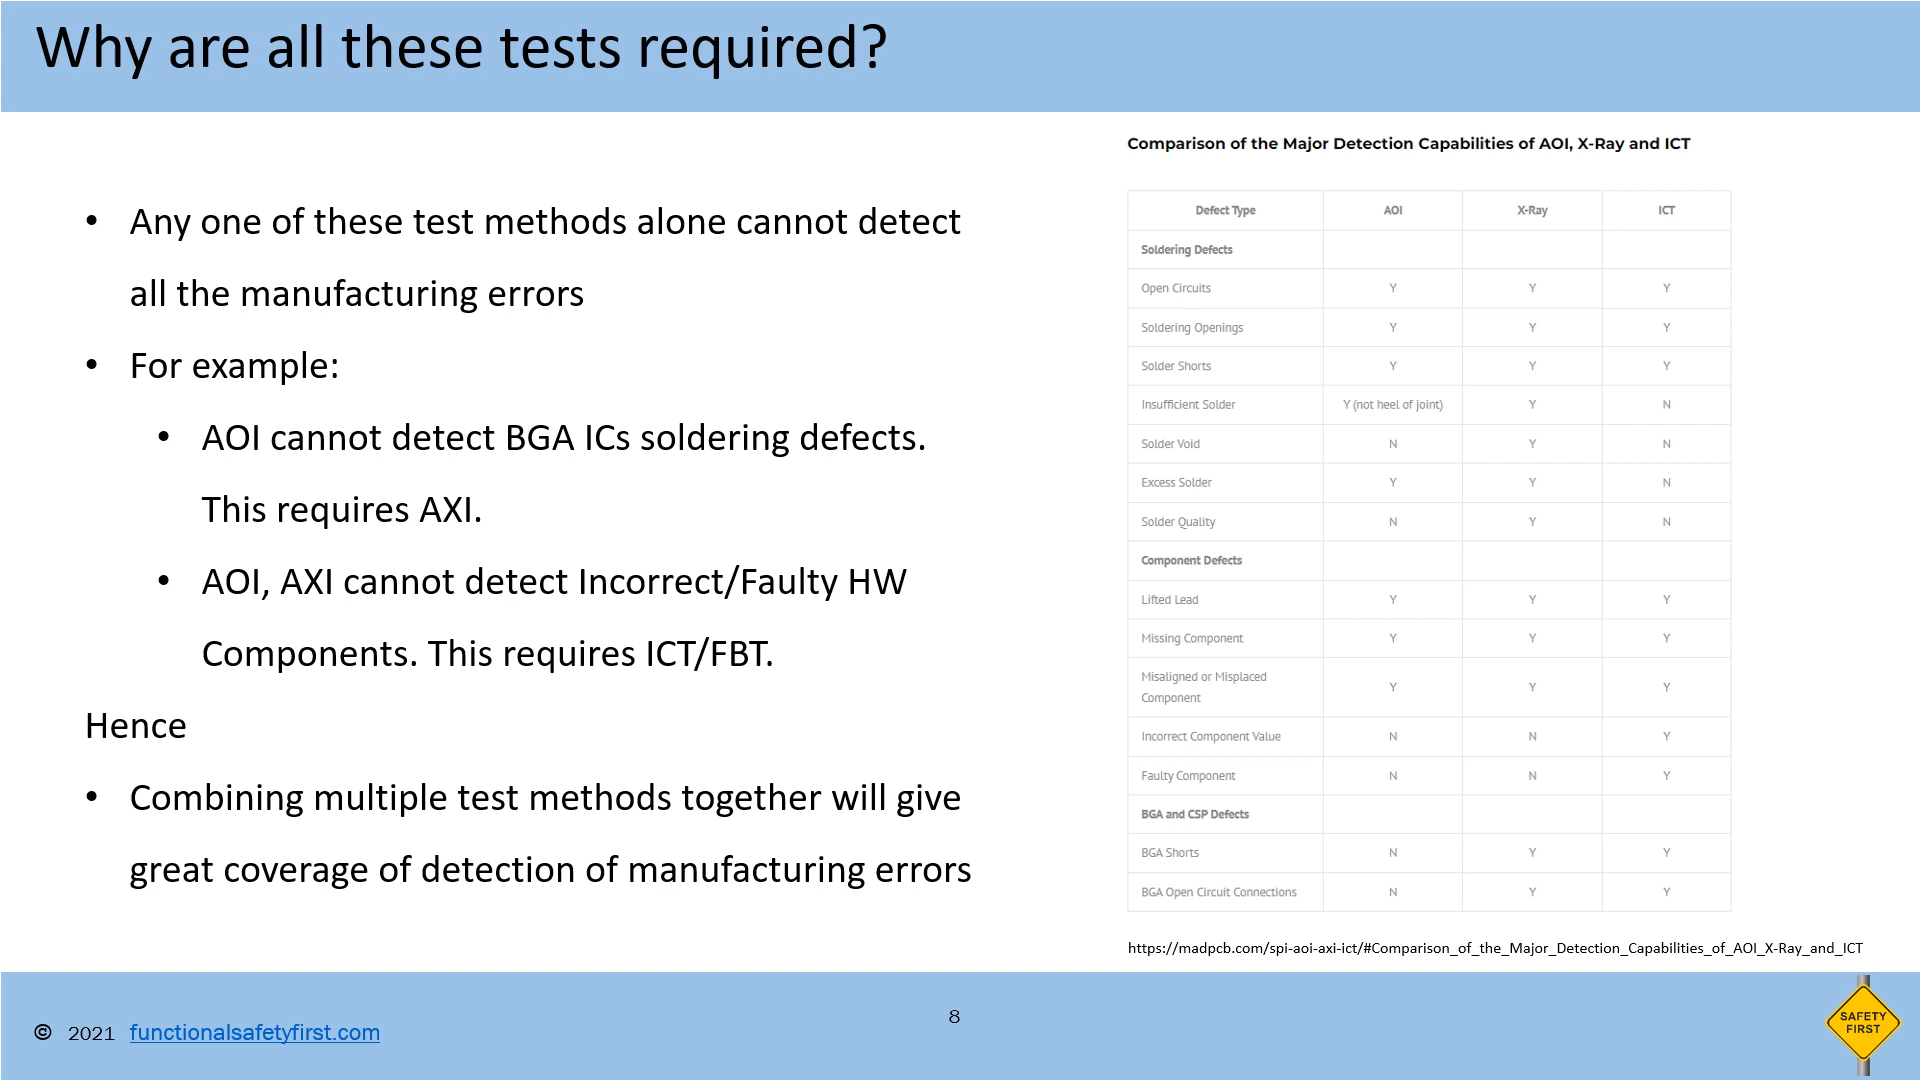 Why are all these tests required?
• Any one of these test methods alone cannot detect
all the manufacturing errors
• For example:
• AOI cannot detect BGA ICs soldering defects.
This requires AXI.
• AOI, AXI cannot detect Incorrect/Faulty HW
Components. This requires ICT/FBT.
Hence
• Combining multiple test methods together will give
great coverage of detection of manufacturing errors
Comparison of the Major Detection Capabilities of AOI, X-Ray and ICT
Defect Type AOI X-Ray ICT
Soldering Defects
Open Circuits Y Y Y
Soldering Openings Y Y Y
Solder Shorts Y Y Y
Insufficient Solder Y (not heel of joint) Y N
Solder Void N Y N
Excess Solder Y Y N
Solder Quality N Y N
Component Defects
Lifted Lead Y Y Y
Missing Component Y Y Y
Misaligned or Misplaced
Component Y Y Y
Incorrect Component Value N N Y
Faulty Component N N Y
BGA and CSP Defects
BGA Shorts N Y Y
BGA Open Circuit Connections N Y Y
https://madpcb.com/spi-aoi-axi-ict/#Comparison_of_the_Major_Detection_Capabilities_of_AOI_X-Ray_and_ICT
© 2021 functionalsafetyfirst.com
8
SAFETY
FIRST